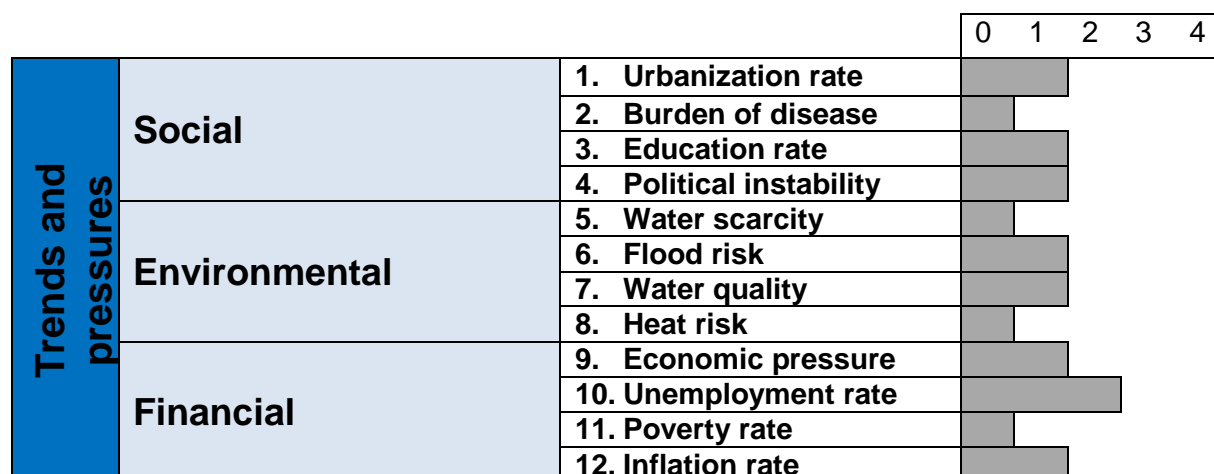 0 1 2 3 4
Trends and
pressures
Social
1. Urbanization rate
2. Burden of disease
3. Education rate
4. Political instability
Environmental
5. Water scarcity
6. Flood risk
7. Water quality
8. Heat risk
Financial
9. Economic pressure
10. Unemployment rate
11. Poverty rate
12. Inflation rate